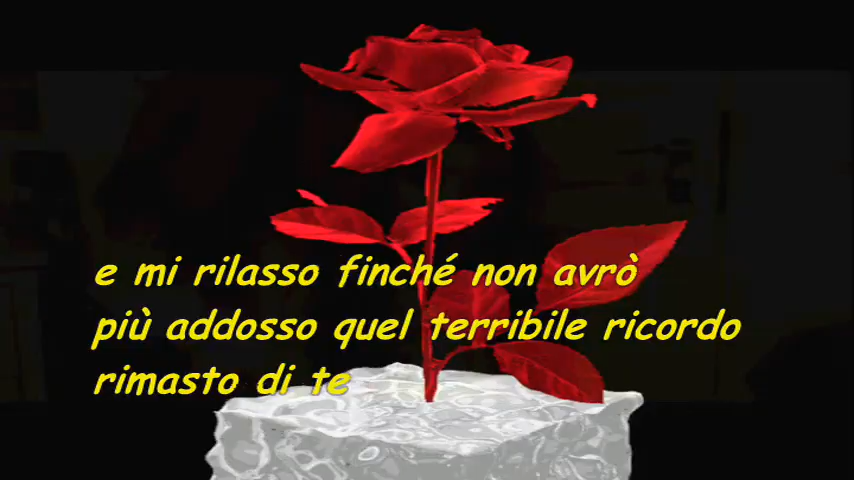 e mi rilasso finché non avrò
più addosso quel terribile ricordo
rimasto di te